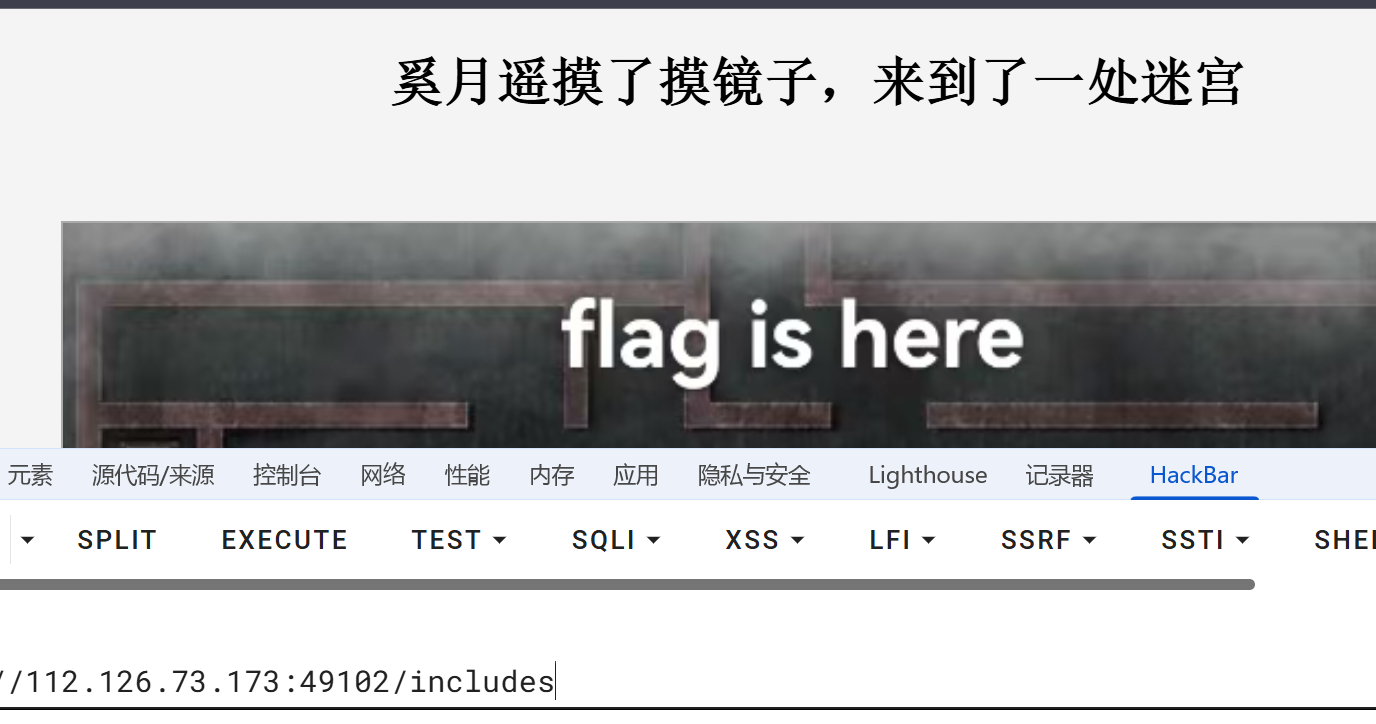 奚月遥摸了摸镜子，来到了一处迷宫
flag is here
元素 源代码/来源 控制台 网络 性能 内存 应用 隐私与安全 Lighthouse 记录器 HackBar
SPLIT EXECUTE TEST SQLI XSS LFI SSRF SSTI SHEL
//112.126.73.173:49102/includes